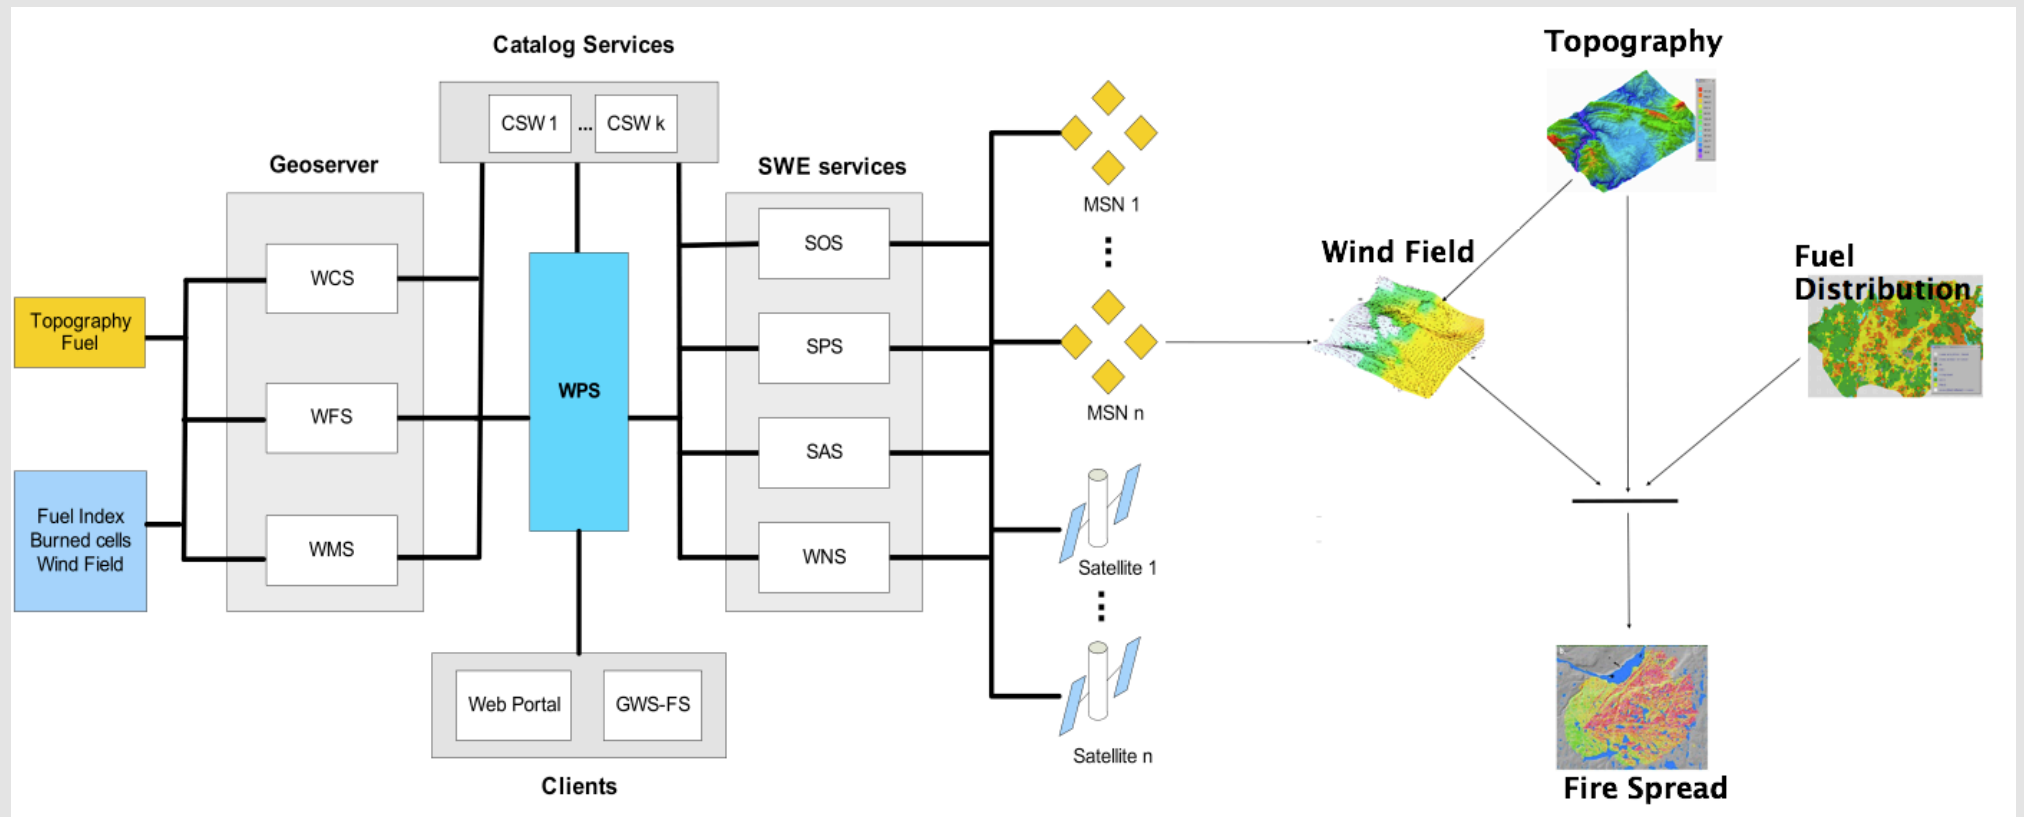 Catalog Services
CSW 1
...
CSW k
Geoserver
WCS
WFS
WMS
Topography
Fuel
Fuel Index
Burned cells
Wind Field
WPS
Web Portal
GWS-FS
Clients
SWE services
SOS
SPS
SAS
WNS
MSN 1
MSN n
Satellite 1
Satellite n
Topography
Wind Field
Fuel
Distribution
Fire Spread